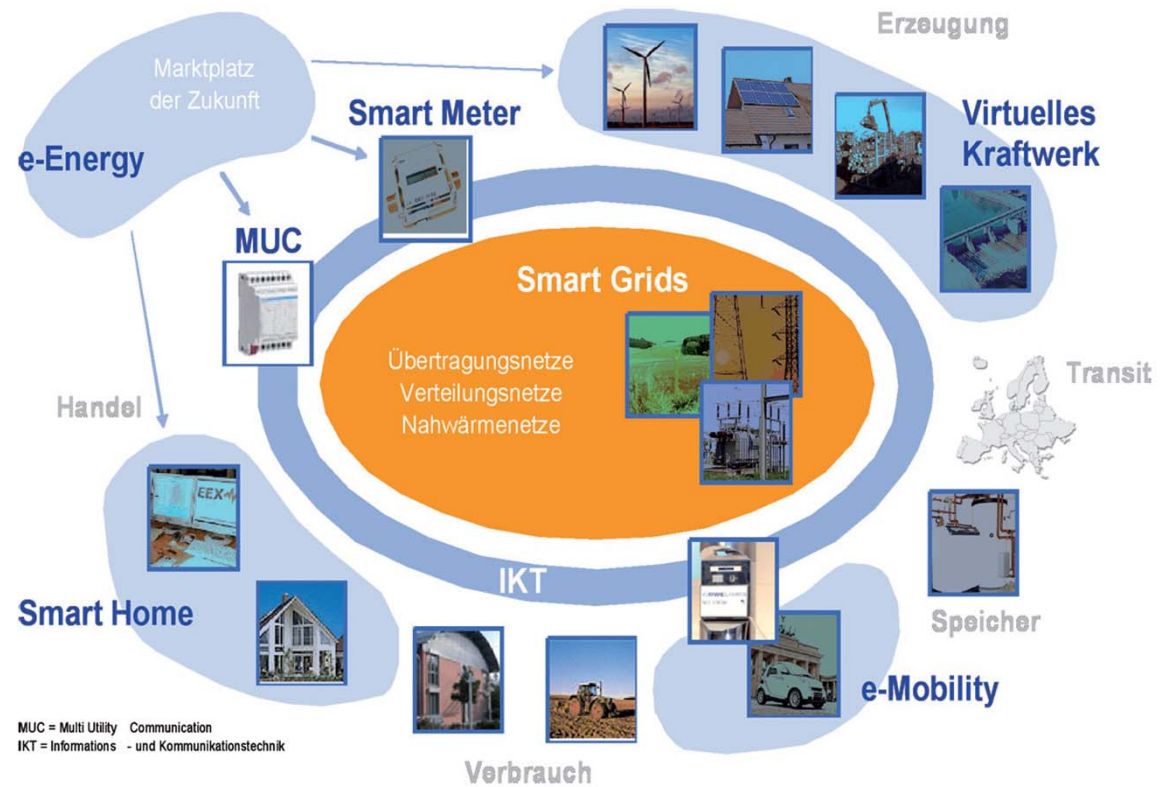 Erzeugung
Marktplatz
der Zukunft
e-Energy
Smart Meter
Virtuelles
Kraftwerk
MUC
Smart Grids
Übertragungsnetze
Verteilungsnetze
Nahwärmenetze
Transit
Handel
EEX
IKT
Smart Home
Speicher
e-Mobility
MUC = Multi Utility Communication
IKT = Informations - und Kommunikationstechnik
Verbrauch